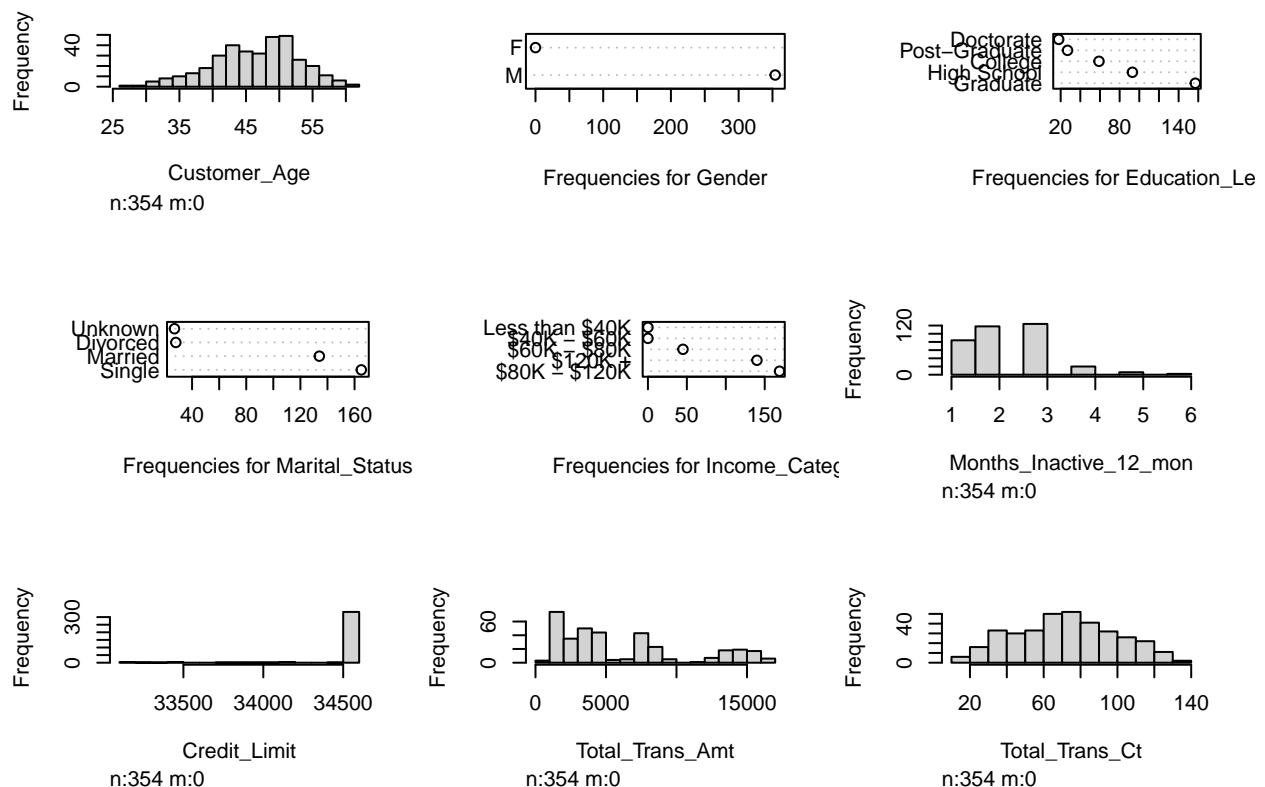 Frequency
0 40
25 35 45 55
Customer_Age
n:354 m:0
F
M
0 100 200 300
Frequencies for Gender
Doctorate
Post−Graduate
College
High School
Graduate
20 80 140
Frequencies for Education_Le
Unknown
Divorced
Married
Single
40 80 120 160
Frequencies for Marital_Status
Less than $40K
$40K − $60K
$60K − $80K
$120K +
$80K − $120K
0 50 150
Frequencies for Income_Categ
Frequency
0 120
1 2 3 4 5 6
Months_Inactive_12_mon
n:354 m:0
Frequency
0 300
33500 34000 34500
Credit_Limit
n:354 m:0
Frequency
0 60
0 5000 15000
Total_Trans_Amt
n:354 m:0
Frequency
0 40
20 60 100 140
Total_Trans_Ct
n:354 m:0